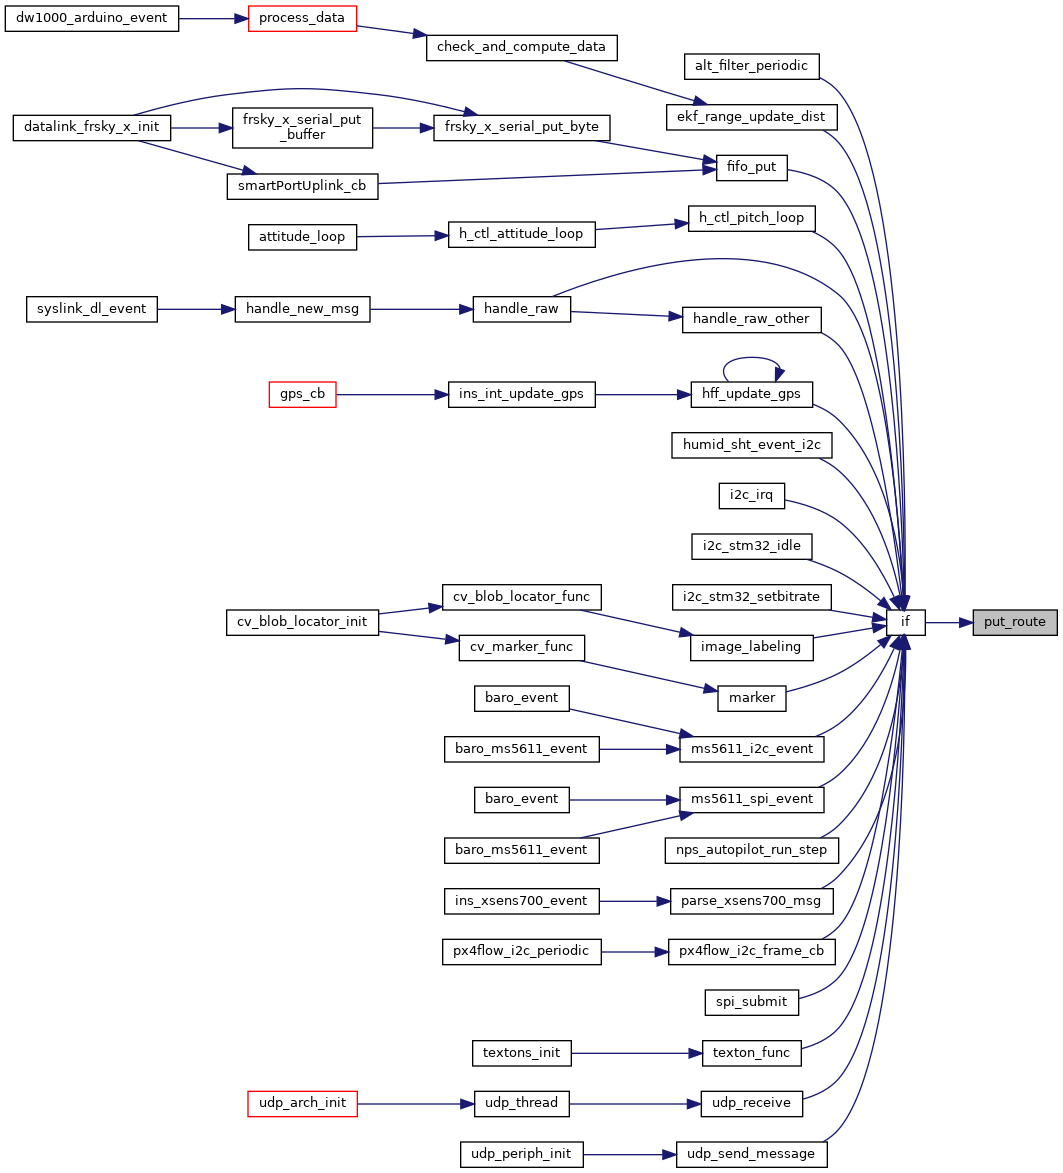 dw1000_arduino_event
process_data
check_and_compute_data
alt_filter_periodic
ekf_range_update_dist
datalink_frsky_x_init
frsky_x_serial_put
_buffer
frsky_x_serial_put_byte
fifo_put
smartPortUplink_cb
h_ctl_pitch_loop
attitude_loop
h_ctl_attitude_loop
syslink_dl_event
handle_new_msg
handle_raw
handle_raw_other
gps_cb
ins_int_update_gps
hff_update_gps
humid_sht_event_i2c
i2c_irq
i2c_stm32_idle
cv_blob_locator_func
i2c_stm32_setbitrate
cv_blob_locator_init
if
put_route
cv_marker_func
image_labeling
baro_event
marker
baro_ms5611_event
ms5611_i2c_event
baro_event
ms5611_spi_event
baro_ms5611_event
nps_autopilot_run_step
ins_xsens700_event
parse_xsens700_msg
px4flow_i2c_periodic
px4flow_i2c_frame_cb
spi_submit
textons_init
texton_func
udp_arch_init
udp_thread
udp_receive
udp_periph_init
udp_send_message